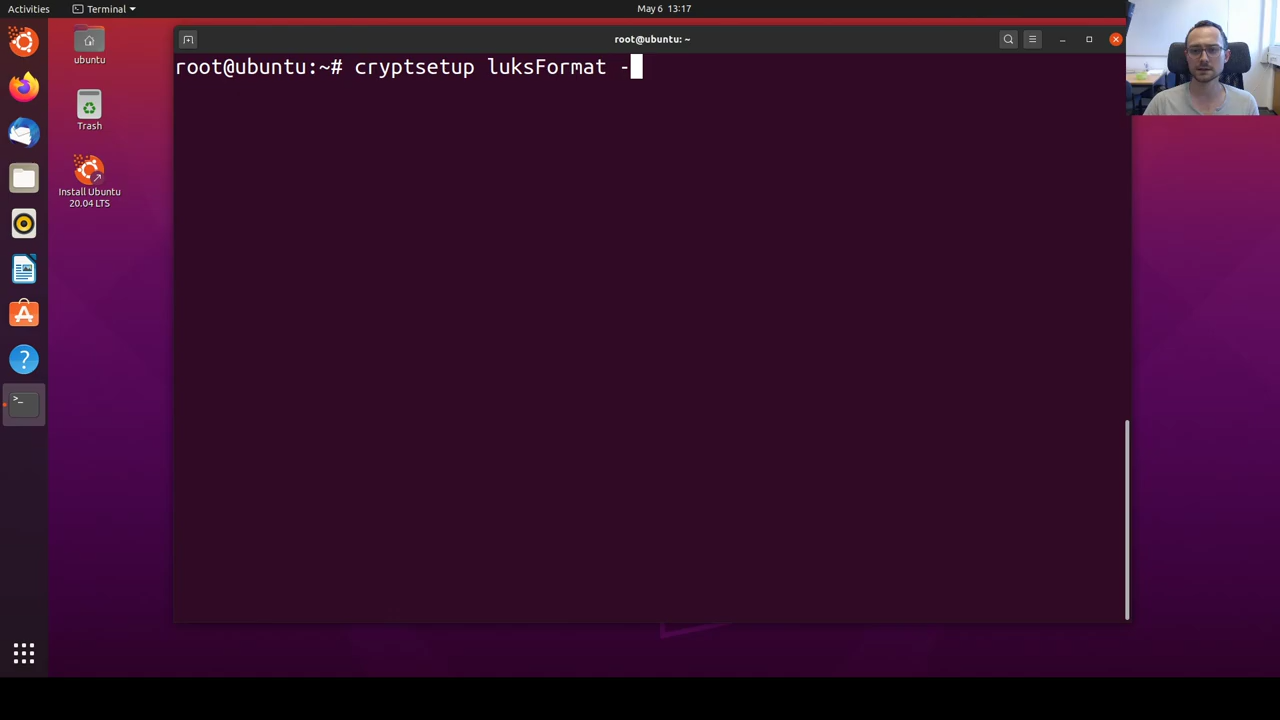 Activities
Terminal
May 6 13:17
root@ubuntu: ~
root@ubuntu:~# cryptsetup luksFormat -
ubuntu
Trash
Install Ubuntu
20.04 LTS